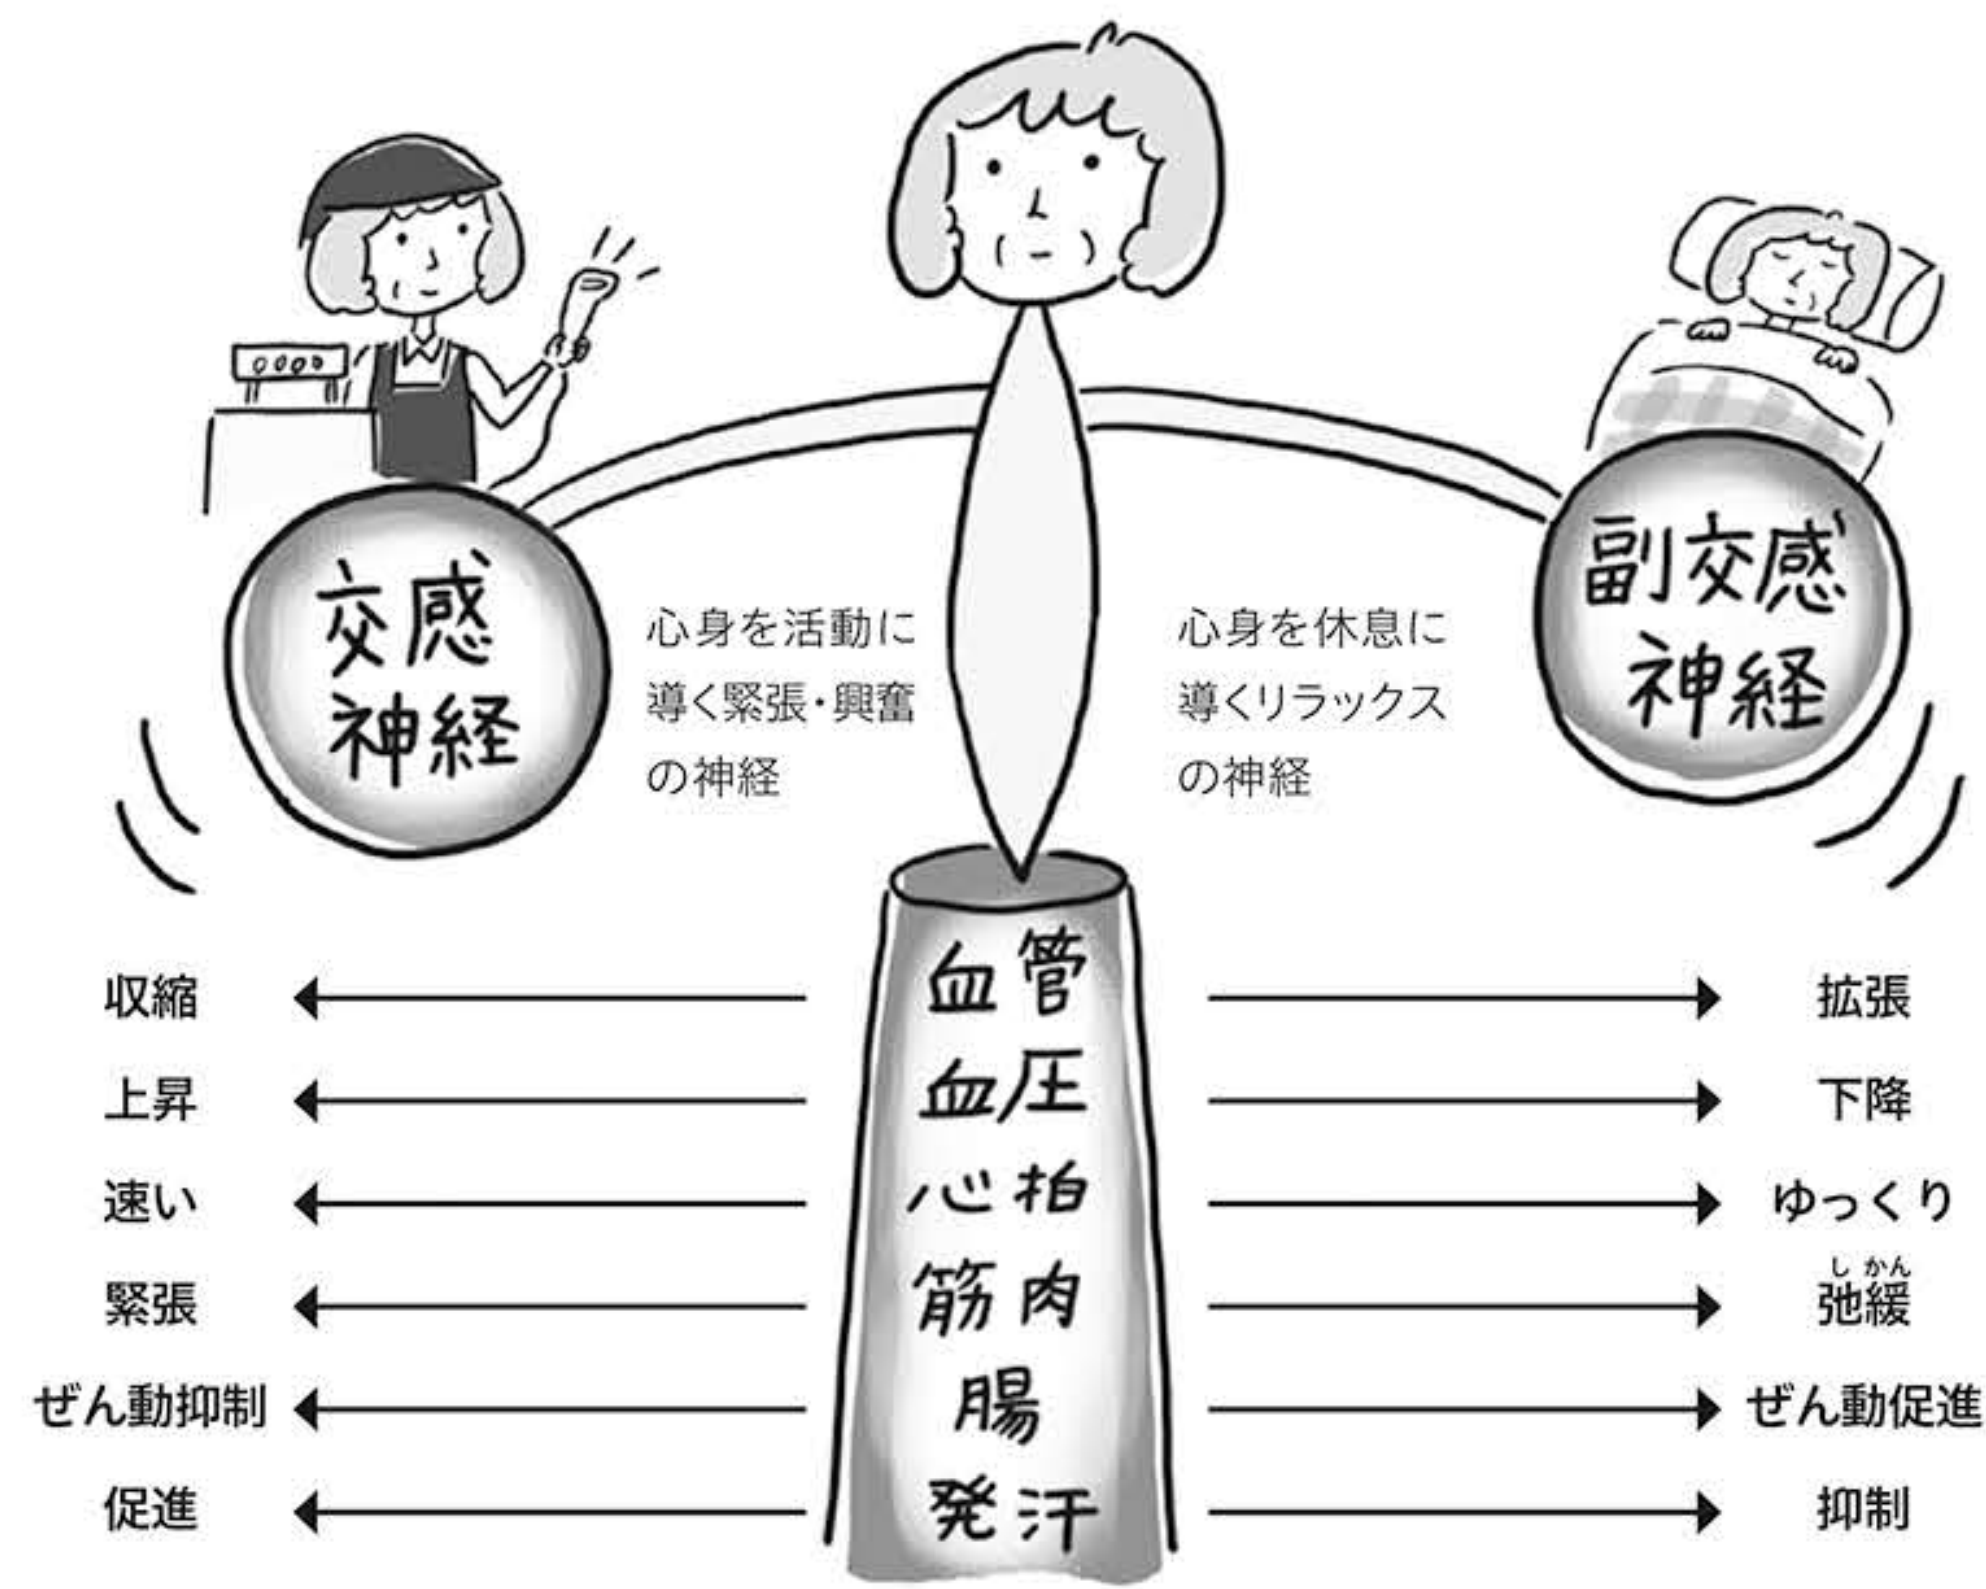 交感
神経
心身を活動に
導く緊張・興奮
の神経
心身を休息に
導くリラックス
の神経
副交感
神経
収縮 血管 拡張
上昇 血圧 下降
速い 心拍 ゆっくり
しかん
緊張 筋肉 弛緩
ぜん動抑制 腸 ぜん動促進
促進 発汗 抑制